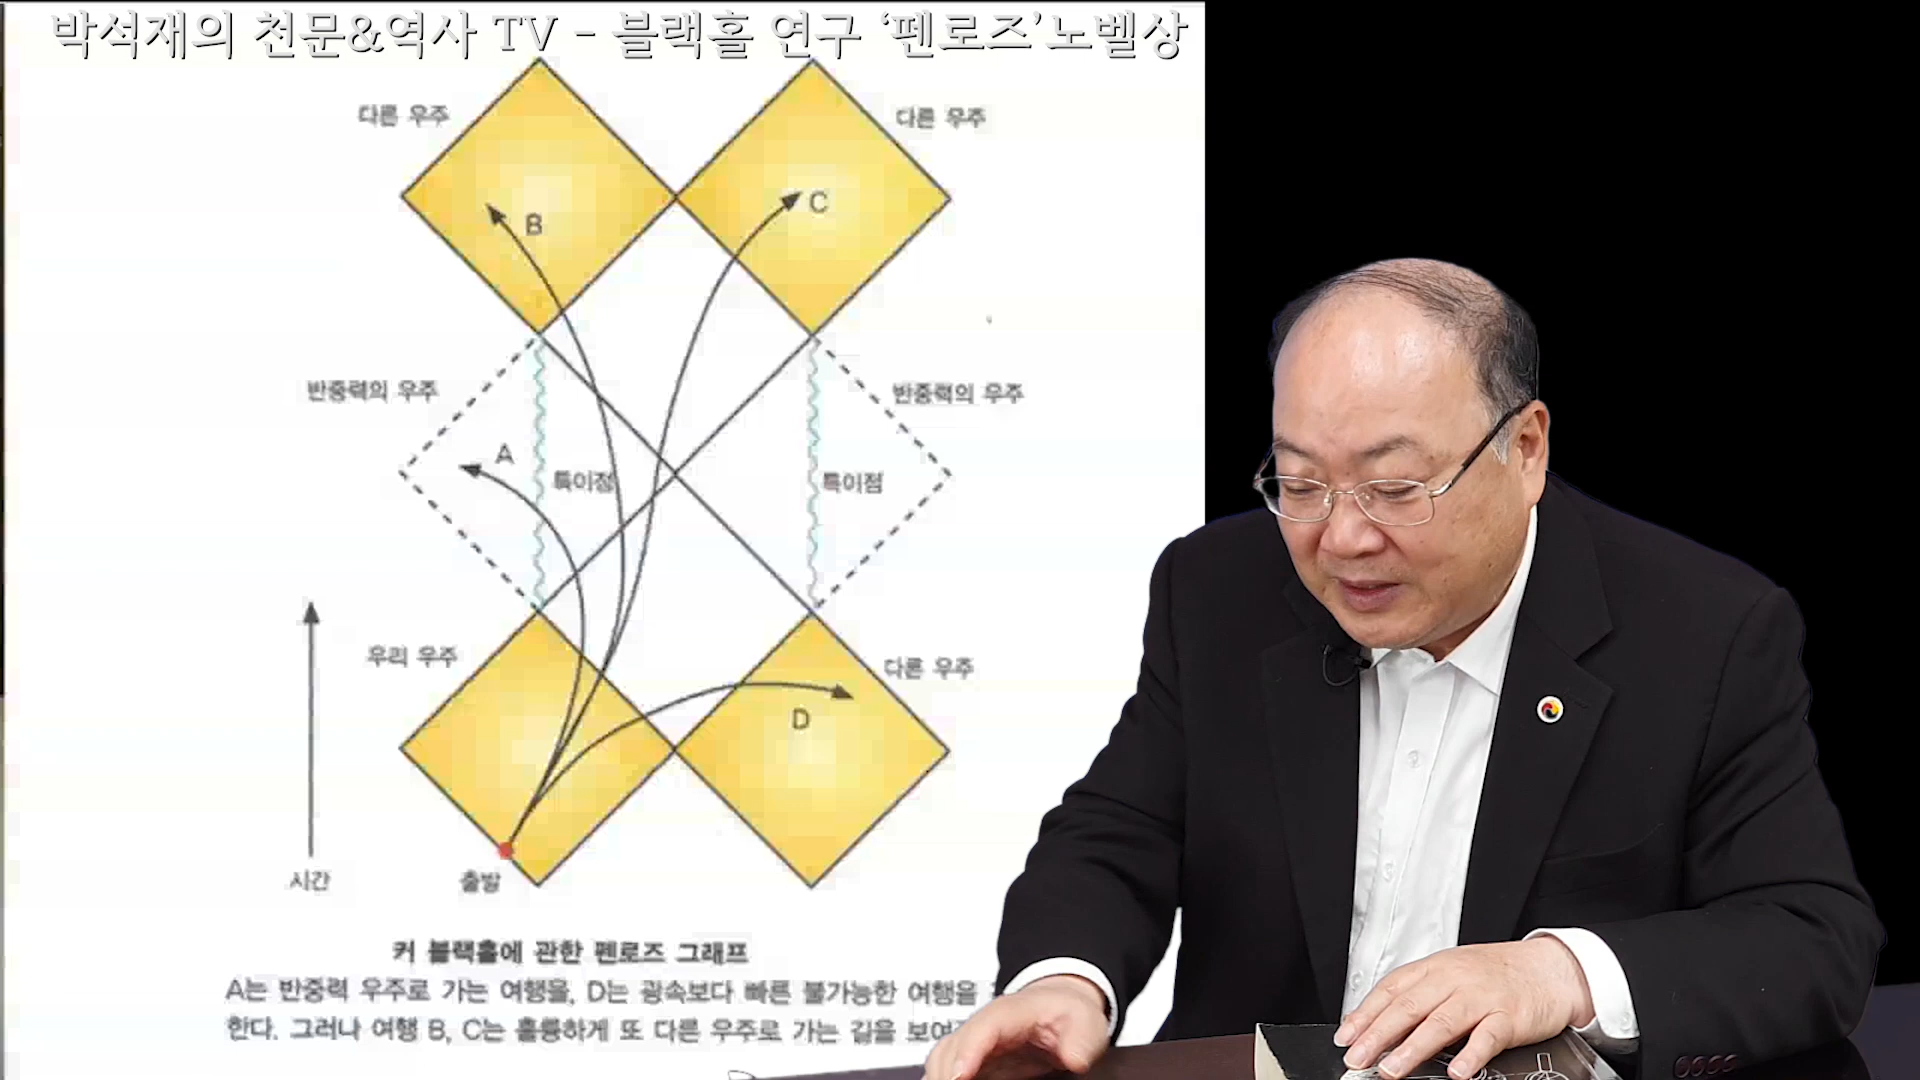 박석재의 천문&역사 TV - 블랙홀 연구 ‘펜로즈’ 노벨상
다른 우주
다른 우주
C
B
반중력의 우주
반중력의 우주
A
특이점
특이점
우리 우주
다른 우주
D
시간
출발
커 블랙홀에 관한 펜로즈 그래프
A는 반중력 우주로 가는 여행을, D는 광속보다 빠른 불가능한 여행을
한다. 그러나 여행 B, C는 훌륭하게 또 다른 우주로 가는 길을